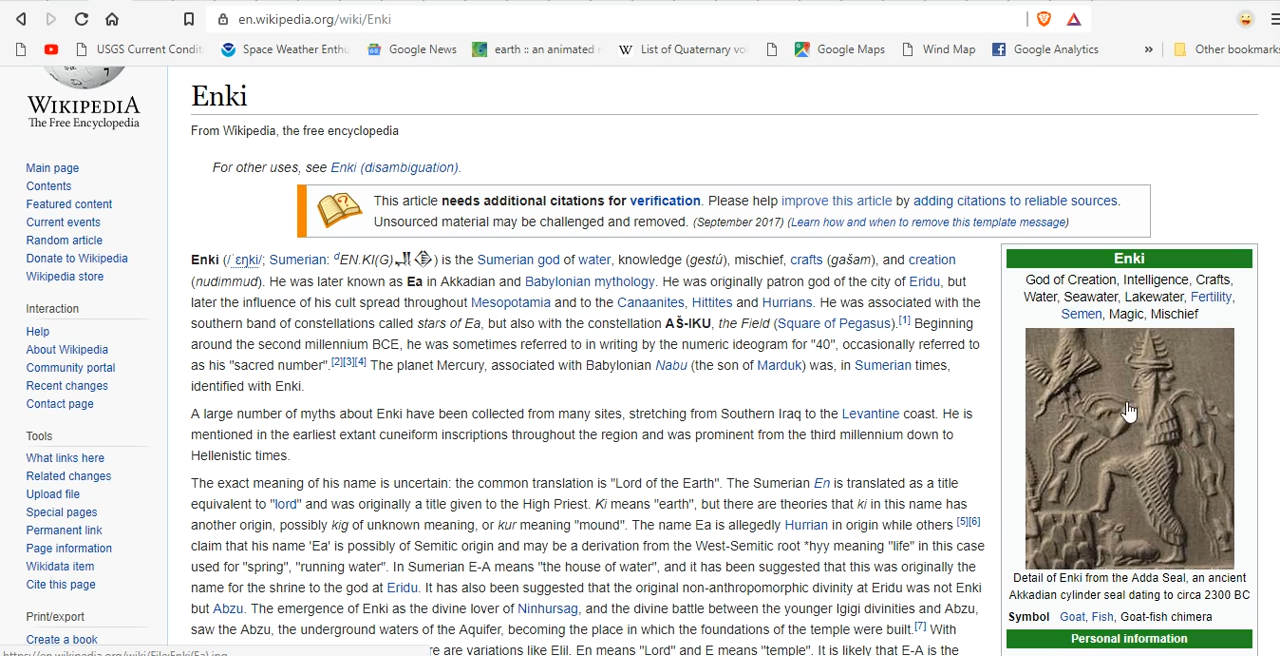 en.wikipedia.org/wiki/Enki
USGS Current Condit
Space Weather Enthu
Google News
earth :: an animated
List of Quaternary vo
Google Maps
Wind Map
Google Analytics
»
Other bookmarks
WIKIPEDIA
The Free Encyclopedia
Main page
Contents
Featured content
Current events
Random article
Donate to Wikipedia
Wikipedia store
Interaction
Help
About Wikipedia
Community portal
Recent changes
Contact page
Tools
What links here
Related changes
Upload file
Special pages
Permanent link
Page information
Wikidata item
Cite this page
Print/export
Create a book
Enki
From Wikipedia, the free encyclopedia
For other uses, see Enki (disambiguation).
This article needs additional citations for verification. Please help improve this article by adding citations to reliable sources.
Unsourced material may be challenged and removed. (September 2017) (Learn how and when to remove this template message)
Enki (/ˈɛŋki/; Sumerian: ᵈEN.KI(G)𒂗𒆠) is the Sumerian god of water, knowledge (gestú), mischief, crafts (gašam), and creation
(nudimmud). He was later known as Ea in Akkadian and Babylonian mythology. He was originally patron god of the city of Eridu, but
later the influence of his cult spread throughout Mesopotamia and to the Canaanites, Hittites and Hurrians. He was associated with the
southern band of constellations called stars of Ea, but also with the constellation AŠ-IKU, the Field (Square of Pegasus).[1] Beginning
around the second millennium BCE, he was sometimes referred to in writing by the numeric ideogram for "40", occasionally referred to
as his "sacred number".[2][3][4] The planet Mercury, associated with Babylonian Nabu (the son of Marduk) was, in Sumerian times,
identified with Enki.
A large number of myths about Enki have been collected from many sites, stretching from Southern Iraq to the Levantine coast. He is
mentioned in the earliest extant cuneiform inscriptions throughout the region and was prominent from the third millennium down to
Hellenistic times.
The exact meaning of his name is uncertain: the common translation is "Lord of the Earth". The Sumerian En is translated as a title
equivalent to "lord" and was originally a title given to the High Priest. Ki means "earth", but there are theories that ki in this name has
another origin, possibly kig of unknown meaning, or kur meaning "mound". The name Ea is allegedly Hurrian in origin while others [5][6]
claim that his name 'Ea' is possibly of Semitic origin and may be a derivation from the West-Semitic root *hyy meaning "life" in this case
used for "spring", "running water". In Sumerian E-A means "the house of water", and it has been suggested that this was originally the
name for the shrine to the god at Eridu. It has also been suggested that the original non-anthropomorphic divinity at Eridu was not Enki
but Abzu. The emergence of Enki as the divine lover of Ninhursag, and the divine battle between the younger Igigi divinities and Abzu,
saw the Abzu, the underground waters of the Aquifer, becoming the place in which the foundations of the temple were built.[7] With
re are variations like Elil. En means "Lord" and E means "temple". It is likely that E-A is the
Enki
God of Creation, Intelligence, Crafts,
Water, Seawater, Lakewater, Fertility,
Semen, Magic, Mischief
Detail of Enki from the Adda Seal, an ancient
Akkadian cylinder seal dating to circa 2300 BC
Symbol Goat, Fish, Goat-fish chimera
Personal information
https://en.wikipedia.org/wiki/File:Enki(Ea).jpg